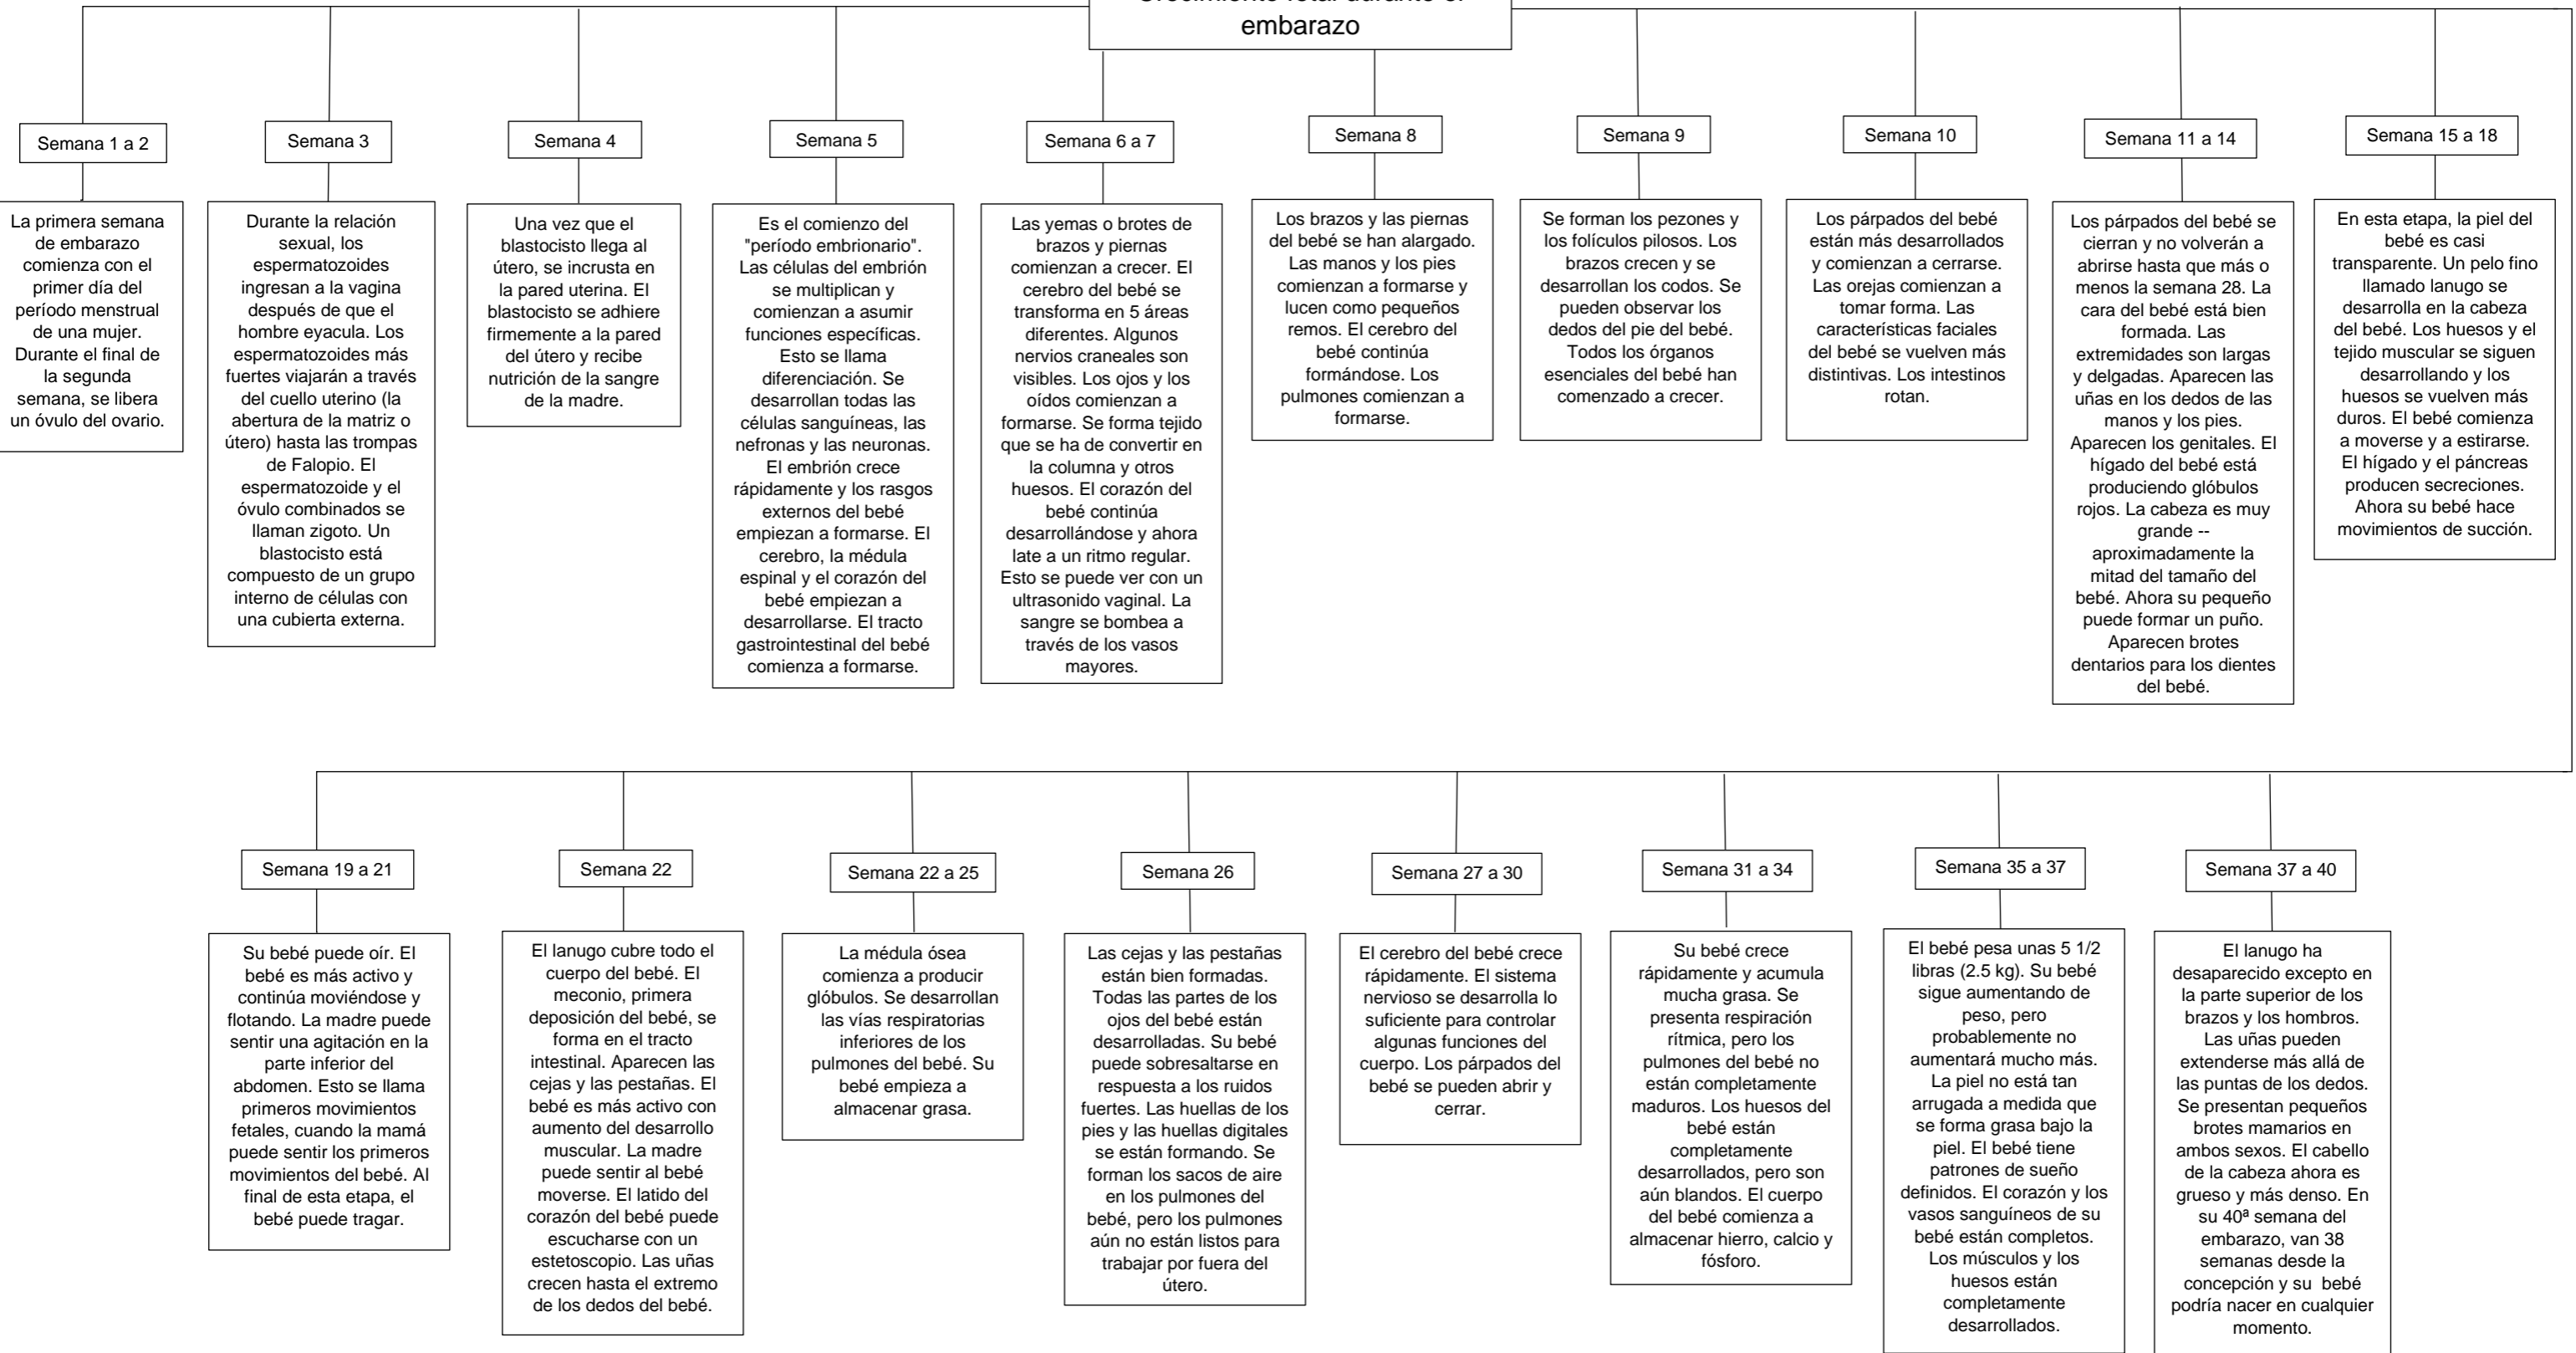 Crecimiento fetal durante el
embarazo
Semana 1 a 2
La primera semana
de embarazo
comienza con el
primer día del
período menstrual
de una mujer.
Durante el final de
la segunda
semana, se libera
un óvulo del ovario.
Semana 3
Durante la relación
sexual, los
espermatozoides
ingresan a la vagina
después de que el
hombre eyacula. Los
espermatozoides más
fuertes viajarán a través
del cuello uterino (la
abertura de la matriz o
útero) hasta las trompas
de Falopio. El
espermatozoide y el
óvulo combinados se
llaman zigoto. Un
blastocisto está
compuesto de un grupo
interno de células con
una cubierta externa.
Semana 4
Una vez que el
blastocisto llega al
útero, se incrusta en
la pared uterina. El
blastocisto se adhiere
firmemente a la pared
del útero y recibe
nutrición de la sangre
de la madre.
Semana 5
Es el comienzo del
"período embrionario".
Las células del embrión
se multiplican y
comienzan a asumir
funciones específicas.
Esto se llama
diferenciación. Se
desarrollan todas las
células sanguíneas, las
nefronas y las neuronas.
El embrión crece
rápidamente y los rasgos
externos del bebé
empiezan a formarse. El
cerebro, la médula
espinal y el corazón del
bebé empiezan a
desarrollarse. El tracto
gastrointestinal del bebé
comienza a formarse.
Semana 6 a 7
Las yemas o brotes de
brazos y piernas
comienzan a crecer. El
cerebro del bebé se
transforma en 5 áreas
diferentes. Algunos
nervios craneales son
visibles. Los ojos y los
oídos comienzan a
formarse. Se forma tejido
que se ha de convertir en
la columna y otros
huesos. El corazón del
bebé continúa
desarrollándose y ahora
late a un ritmo regular.
Esto se puede ver con un
ultrasonido vaginal. La
sangre se bombea a
través de los vasos
mayores.
Semana 8
Los brazos y las piernas
del bebé se han alargado.
Las manos y los pies
comienzan a formarse y
lucen como pequeños
remos. El cerebro del
bebé continúa
formándose. Los
pulmones comienzan a
formarse.
Semana 9
Se forman los pezones y
los folículos pilosos. Los
brazos crecen y se
desarrollan los codos. Se
pueden observar los
dedos del pie del bebé.
Todos los órganos
esenciales del bebé han
comenzado a crecer.
Semana 10
Los párpados del bebé
están más desarrollados
y comienzan a cerrarse.
Las orejas comienzan a
tomar forma. Las
características faciales
del bebé se vuelven más
distintivas. Los intestinos
rotan.
Semana 11 a 14
Los párpados del bebé se
cierran y no volverán a
abrirse hasta que más o
menos la semana 28. La
cara del bebé está bien
formada. Las
extremidades son largas
y delgadas. Aparecen las
uñas en los dedos de las
manos y los pies.
Aparecen los genitales. El
hígado del bebé está
produciendo glóbulos
rojos. La cabeza es muy
grande --
aproximadamente la
mitad del tamaño del
bebé. Ahora su pequeño
puede formar un puño.
Aparecen brotes
dentarios para los dientes
del bebé.
Semana 15 a 18
En esta etapa, la piel del
bebé es casi
transparente. Un pelo fino
llamado lanugo se
desarrolla en la cabeza
del bebé. Los huesos y el
tejido muscular se siguen
desarrollando y los
huesos se vuelven más
duros. El bebé comienza
a moverse y a estirarse.
El hígado y el páncreas
producen secreciones.
Ahora su bebé hace
movimientos de succión.
Semana 19 a 21
Su bebé puede oír. El
bebé es más activo y
continúa moviéndose y
flotando. La madre puede
sentir una agitación en la
parte inferior del
abdomen. Esto se llama
primeros movimientos
fetales, cuando la mamá
puede sentir los primeros
movimientos del bebé. Al
final de esta etapa, el
bebé puede tragar.
Semana 22
El lanugo cubre todo el
cuerpo del bebé. El
meconio, primera
deposición del bebé, se
forma en el tracto
intestinal. Aparecen las
cejas y las pestañas. El
bebé es más activo con
aumento del desarrollo
muscular. La madre
puede sentir al bebé
moverse. El latido del
corazón del bebé puede
escucharse con un
estetoscopio. Las uñas
crecen hasta el extremo
de los dedos del bebé.
Semana 22 a 25
La médula ósea
comienza a producir
glóbulos. Se desarrollan
las vías respiratorias
inferiores de los
pulmones del bebé. Su
bebé empieza a
almacenar grasa.
Semana 26
Las cejas y las pestañas
están bien formadas.
Todas las partes de los
ojos del bebé están
desarrolladas. Su bebé
puede sobresaltarse en
respuesta a los ruidos
fuertes. Las huellas de los
pies y las huellas digitales
se están formando. Se
forman los sacos de aire
en los pulmones del
bebé, pero los pulmones
aún no están listos para
trabajar por fuera del
útero.
Semana 27 a 30
El cerebro del bebé crece
rápidamente. El sistema
nervioso se desarrolla lo
suficiente para controlar
algunas funciones del
cuerpo. Los párpados del
bebé se pueden abrir y
cerrar.
Semana 31 a 34
Su bebé crece
rápidamente y acumula
mucha grasa. Se
presenta respiración
rítmica, pero los
pulmones del bebé no
están completamente
maduros. Los huesos del
bebé están
completamente
desarrollados, pero son
aún blandos. El cuerpo
del bebé comienza a
almacenar hierro, calcio y
fósforo.
Semana 35 a 37
El bebé pesa unas 5 1/2
libras (2.5 kg). Su bebé
sigue aumentando de
peso, pero
probablemente no
aumentará mucho más.
La piel no está tan
arrugada a medida que
se forma grasa bajo la
piel. El bebé tiene
patrones de sueño
definidos. El corazón y los
vasos sanguíneos de su
bebé están completos.
Los músculos y los
huesos están
completamente
desarrollados.
Semana 37 a 40
El lanugo ha
desaparecido excepto en
la parte superior de los
brazos y los hombros.
Las uñas pueden
extenderse más allá de
las puntas de los dedos.
Se presentan pequeños
brotes mamarios en
ambos sexos. El cabello
de la cabeza ahora es
grueso y más denso. En
su 40ª semana del
embarazo, van 38
semanas desde la
concepción y su bebé
podría nacer en cualquier
momento.